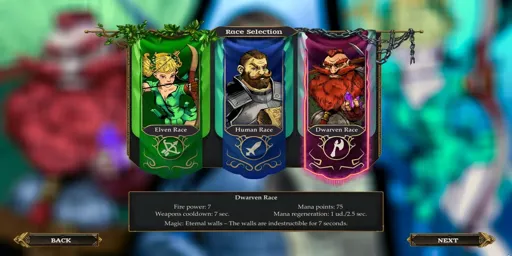 Race Selection
Elven Race
Human Race
Dwarven Race
Dwarven Race
Fire power: 7
Mana points: 75
Weapons cooldown: 7 sec.
Mana regeneration: 1 ud./2.5 sec.
Magic: Eternal walls – The walls are indestructible for 7 seconds.
BACK
NEXT